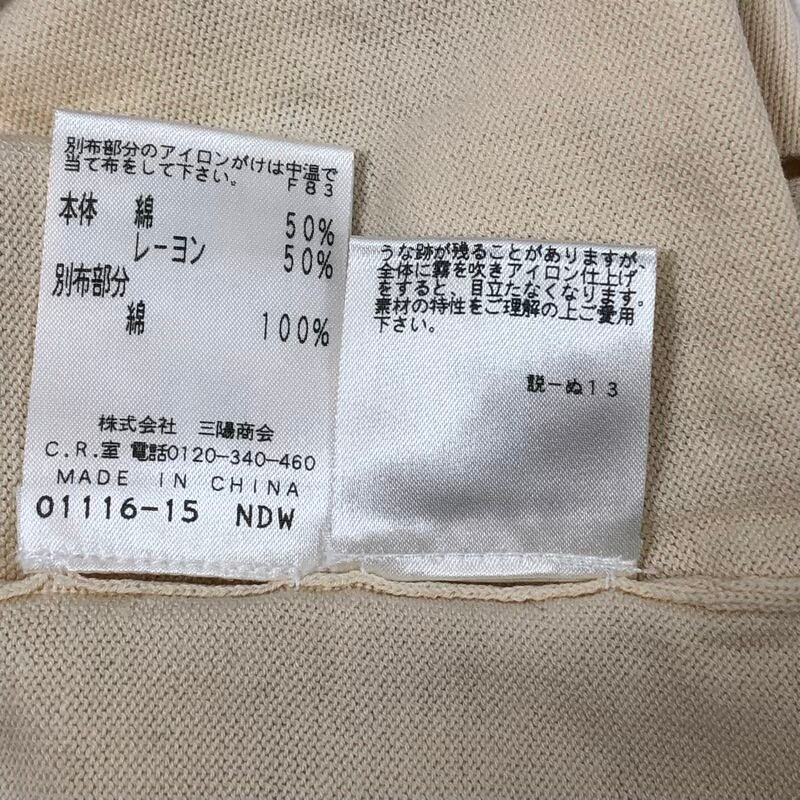 別布部分のアイロンがけは中温で
当て布をして下さい。 F83
本体 綿 50%
レーヨン 50%
別布部分
綿 100%
株式会社 三陽商会
C.R.室 電話0120-340-460
MADE IN CHINA
01116-15 NDW
うな跡が残ることがありますが、
全体に霧を吹きアイロン仕上げ
をすると、目立たなくなります。
素材の特性をご理解の上ご愛用
下さい。
説ーぬ13